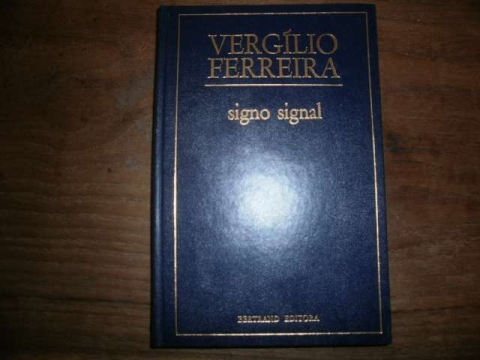 VERGÍLIO
FERREIRA
signo signal
BERTRAND EDITORA